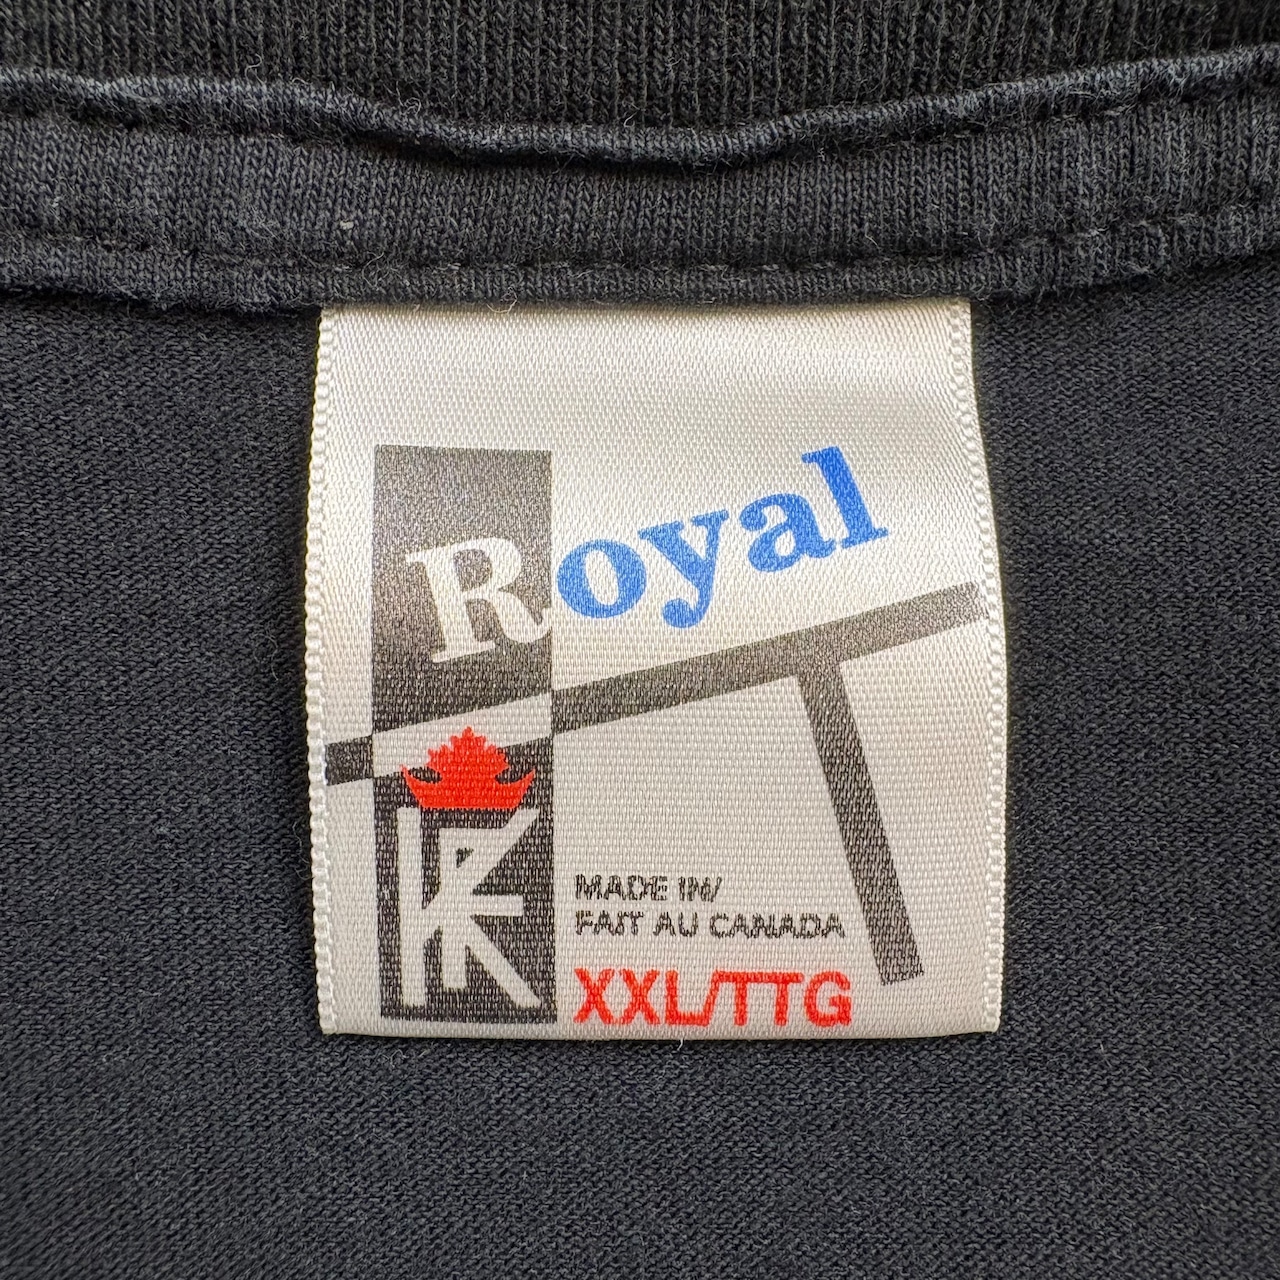 Royal
MADE IN/
FAIT AU CANADA
XXL/TTG